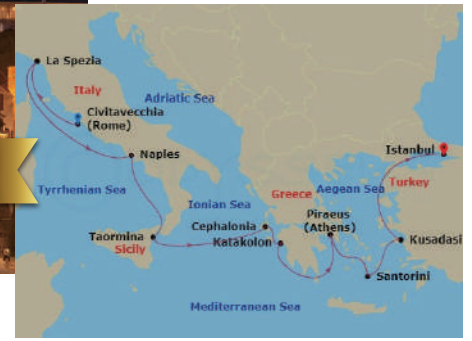 La Spezia
Italy
Adriatic Sea
Civitavecchia
(Rome)
Naples
Istanbul
Tyrrhenian Sea
Turkey
Greece
Aegean Sea
Ionian Sea
Piraeus
(Athens)
Cephalonia
Taormina
Sicily
Katakolon
Kusadasi
Santorini
Mediterranean Sea